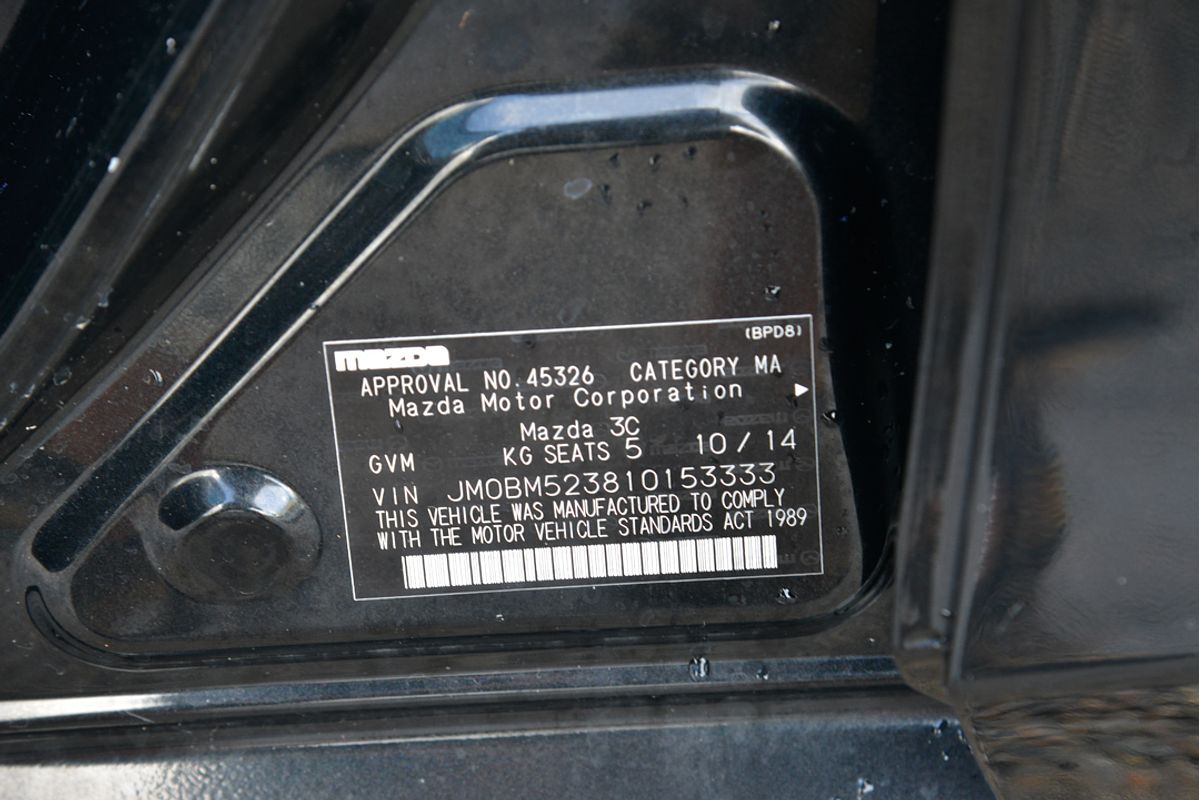 (BPD8)
mazda
APPROVAL NO.45326 CATEGORY MA
Mazda Motor Corporation
Mazda 3C
GVM KG SEATS 5 10/14
VIN JM0BM523810153333
THIS VEHICLE WAS MANUFACTURED TO COMPLY
WITH THE MOTOR VEHICLE STANDARDS ACT 1989